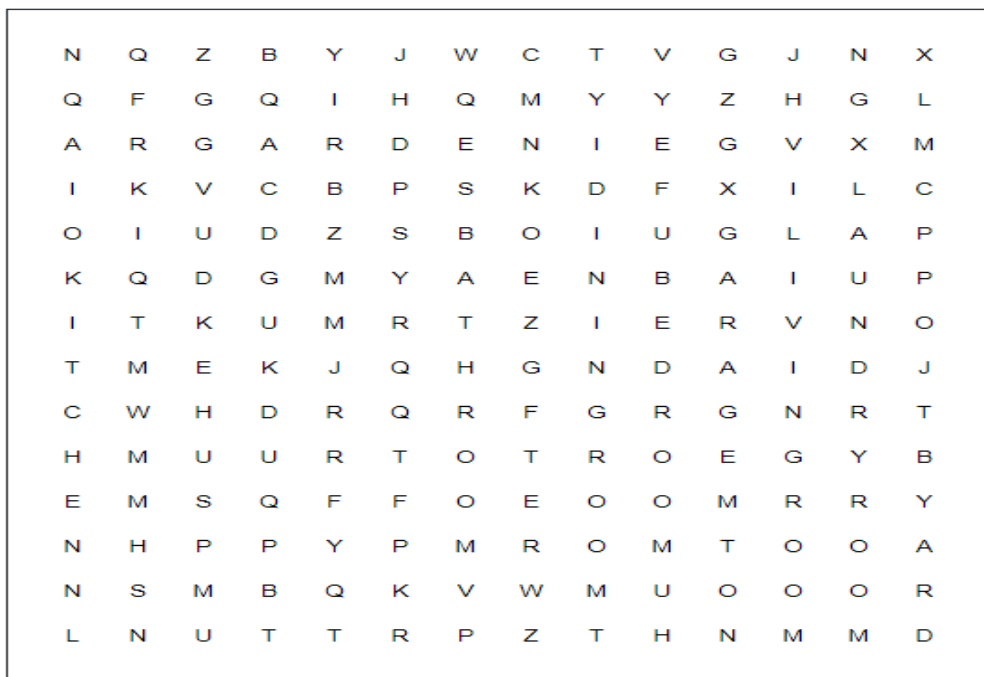 N Q Z B Y J W C T V G J N X
Q F G Q I H Q M Y Y Z H G L
A R G A R D E N I E G V X M
I K V C B P S K D F X I L C
O I U D Z S B O I U G L A P
K Q D G M Y A E N B A I U P
I T K U M R T Z I E R V N O
T M E K J Q H G N D A I D J
C W H D R Q R F G R G N R T
H M U U R T O T R O E G Y B
E M S Q F F O E O O M R R Y
N H P P Y P M R O M T O O A
N S M B Q K V W M U O O O R
L N U T T R P Z T H N M M D